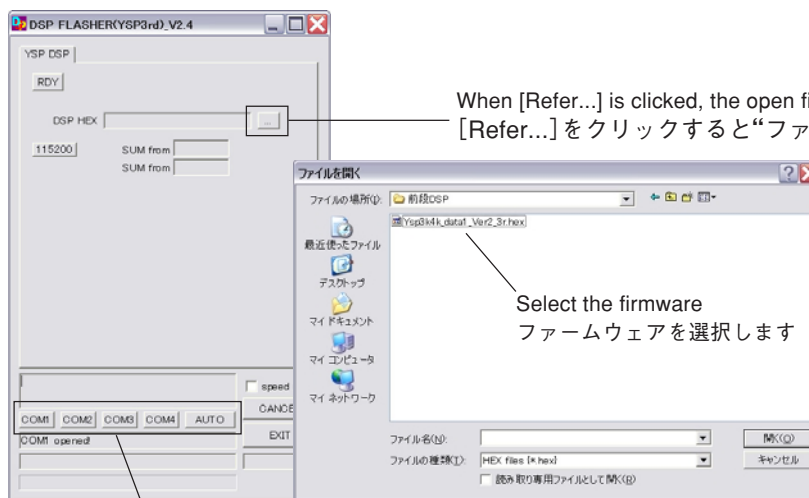 DSP FLASHER(YSP3rd)_V2.4
YSP DSP
RDY
DSP HEX
...
When [Refer...] is clicked, the open fi
[Refer...]をクリックすると“ファ
115200
SUM from
SUM from
ファイルを開く
ファイルの場所(I):
前段DSP
Ysp3k4k_data1_Ver2_3r.hex
最近使ったファイル
デスクトップ
マイ ドキュメント
マイ コンピュータ
マイ ネットワーク
Select the firmware
ファームウェアを選択します
speed
CANCE
COM1
COM2
COM3
COM4
AUTO
EXIT
COM1 opened!
ファイル名(N):
開く(O)
ファイルの種類(T):
HEX files (*.hex)
キャンセル
読み取り専用ファイルとして開く(R)